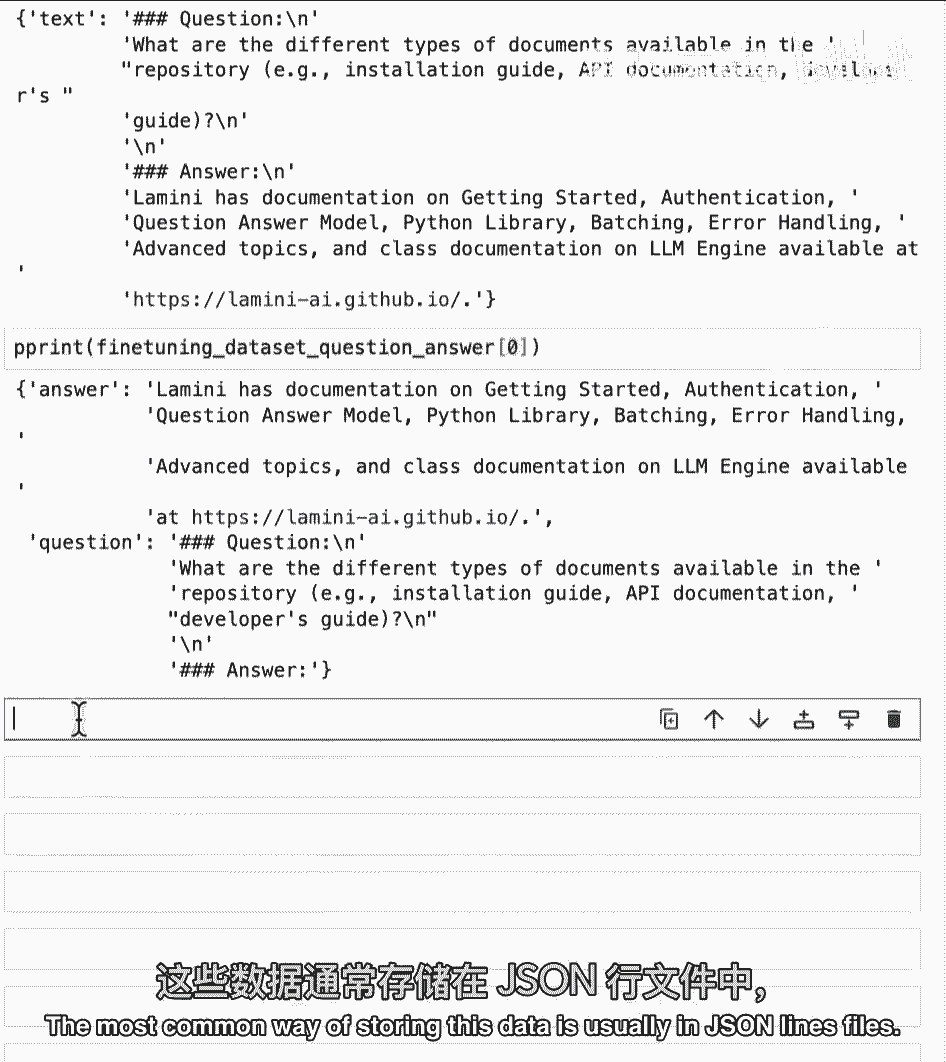 {'text': '### Question:\n'
'What are the different types of documents available in the '
"repository (e.g., installation guide, API documentation, develope
r's "
'guide)?\n'
'\n'
'### Answer:\n'
'Lamini has documentation on Getting Started, Authentication, '
'Question Answer Model, Python Library, Batching, Error Handling, '
'Advanced topics, and class documentation on LLM Engine available at
'
'https://lamini-ai.github.io/.'}
pprint(finetuning_dataset_question_answer[0])
{'answer': 'Lamini has documentation on Getting Started, Authentication, '
'Question Answer Model, Python Library, Batching, Error Handling,
'
'Advanced topics, and class documentation on LLM Engine available
'
'at https://lamini-ai.github.io/.',
'question': '### Question:\n'
'What are the different types of documents available in the '
'repository (e.g., installation guide, API documentation, '
"developer's guide)?\n"
'\n'
'### Answer:'}
这些数据通常存储在 JSON 行文件中，
The most common way of storing this data is usually in JSON lines files.